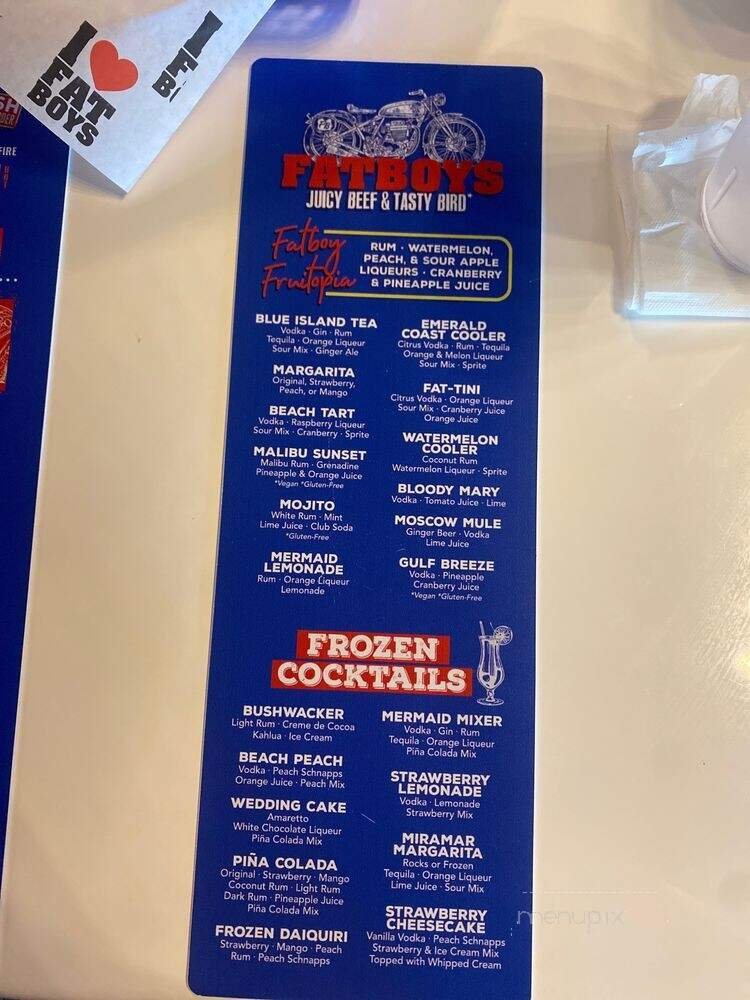 I ❤ FAT BOYS
FIRE
FATBOYS
JUICY BEEF & TASTY BIRD*
Fatboy
Fruitopia
RUM · WATERMELON,
PEACH, & SOUR APPLE
LIQUEURS · CRANBERRY
& PINEAPPLE JUICE
BLUE ISLAND TEA
Vodka · Gin · Rum
Tequila · Orange Liqueur
Sour Mix · Ginger Ale
MARGARITA
Original, Strawberry,
Peach, or Mango
BEACH TART
Vodka · Raspberry Liqueur
Sour Mix · Cranberry · Sprite
MALIBU SUNSET
Malibu Rum · Grenadine
Pineapple & Orange Juice
*Vegan *Gluten-Free
MOJITO
White Rum · Mint
Lime Juice · Club Soda
*Gluten-Free
MERMAID
LEMONADE
Rum · Orange Liqueur
Lemonade
EMERALD
COAST COOLER
Citrus Vodka · Rum · Tequila
Orange & Melon Liqueur
Sour Mix · Sprite
FAT-TINI
Citrus Vodka · Orange Liqueur
Sour Mix · Cranberry Juice
Orange Juice
WATERMELON
COOLER
Coconut Rum
Watermelon Liqueur · Sprite
BLOODY MARY
Vodka · Tomato Juice · Lime
MOSCOW MULE
Ginger Beer · Vodka
Lime Juice
GULF BREEZE
Vodka · Pineapple
Cranberry Juice
*Vegan *Gluten-Free
FROZEN
COCKTAILS
BUSHWACKER
Light Rum · Creme de Cocoa
Kahlua · Ice Cream
BEACH PEACH
Vodka · Peach Schnapps
Orange Juice · Peach Mix
WEDDING CAKE
Amaretto
White Chocolate Liqueur
Piña Colada Mix
PIÑA COLADA
Original · Strawberry · Mango
Coconut Rum · Light Rum
Dark Rum · Pineapple Juice
Piña Colada Mix
FROZEN DAIQUIRI
Strawberry · Mango · Peach
Rum · Peach Schnapps
MERMAID MIXER
Vodka · Gin · Rum
Tequila · Orange Liqueur
Piña Colada Mix
STRAWBERRY
LEMONADE
Vodka · Lemonade
Strawberry Mix
MIRAMAR
MARGARITA
Rocks or Frozen
Tequila · Orange Liqueur
Lime Juice · Sour Mix
STRAWBERRY
CHEESECAKE
Vanilla Vodka · Peach Schnapps
Strawberry & Ice Cream Mix
Topped with Whipped Cream
menupix